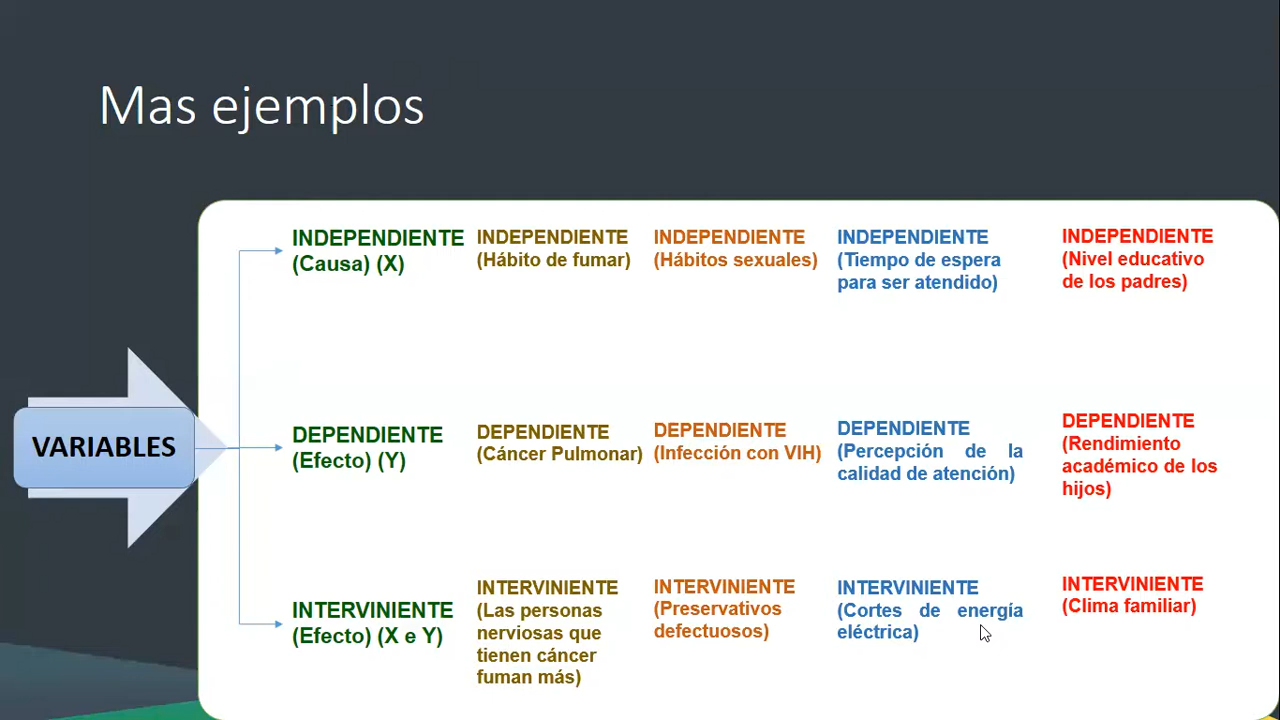 Mas ejemplos
VARIABLES
INDEPENDIENTE
(Causa) (X)
INDEPENDIENTE
(Hábito de fumar)
INDEPENDIENTE
(Hábitos sexuales)
INDEPENDIENTE
(Tiempo de espera
para ser atendido)
INDEPENDIENTE
(Nivel educativo
de los padres)
DEPENDIENTE
(Efecto) (Y)
DEPENDIENTE
(Cáncer Pulmonar)
DEPENDIENTE
(Infección con VIH)
DEPENDIENTE
(Percepción de la
calidad de atención)
DEPENDIENTE
(Rendimiento
académico de los
hijos)
INTERVINIENTE
(Efecto) (X e Y)
INTERVINIENTE
(Las personas
nerviosas que
tienen cáncer
fuman más)
INTERVINIENTE
(Preservativos
defectuosos)
INTERVINIENTE
(Cortes de energía
eléctrica)
INTERVINIENTE
(Clima familiar)